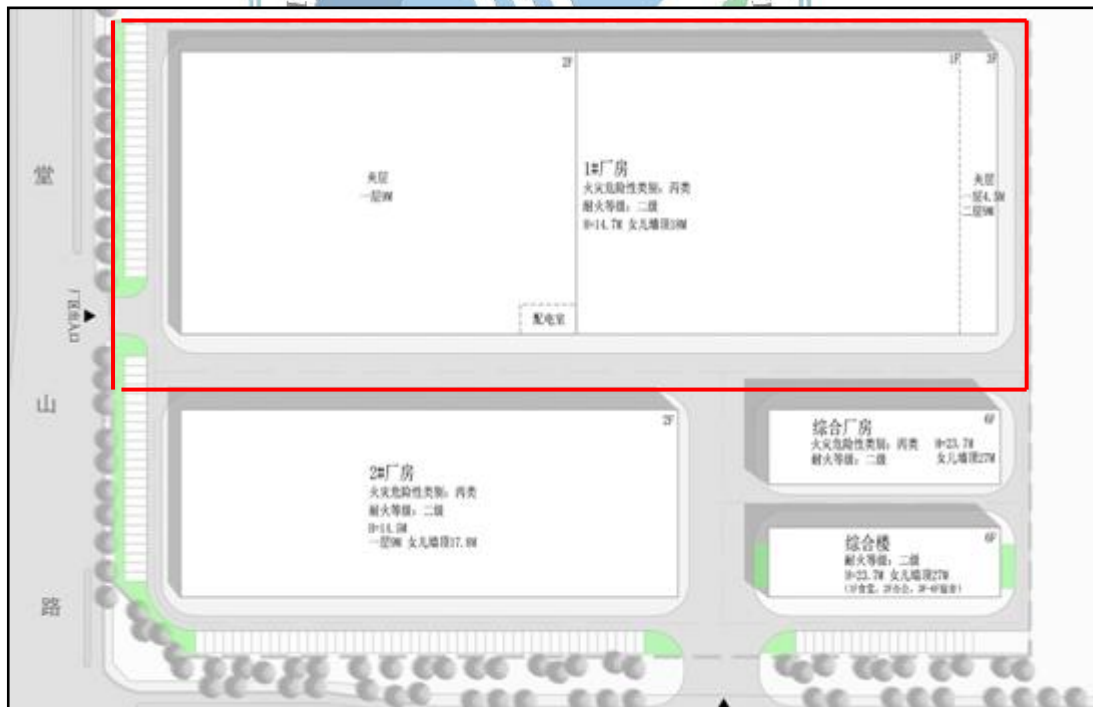 2F
1F
3F
夹层
一层9M
1#厂房
火灾危险性类别：丙类
耐火等级：二级
H=14.7M 女儿墙顶18M
夹层
一层4.5M
二层9M
配电室
堂
山
路
厂区出入口
2F
2#厂房
火灾危险性类别：丙类
耐火等级：二级
H=14.5M
一层9M 女儿墙顶17.8M
6F
综合厂房
火灾危险性类别：丙类 H=23.7M
耐火等级：二级 女儿墙顶27M
6F
综合楼
耐火等级：二级
H=23.7M 女儿墙顶27M